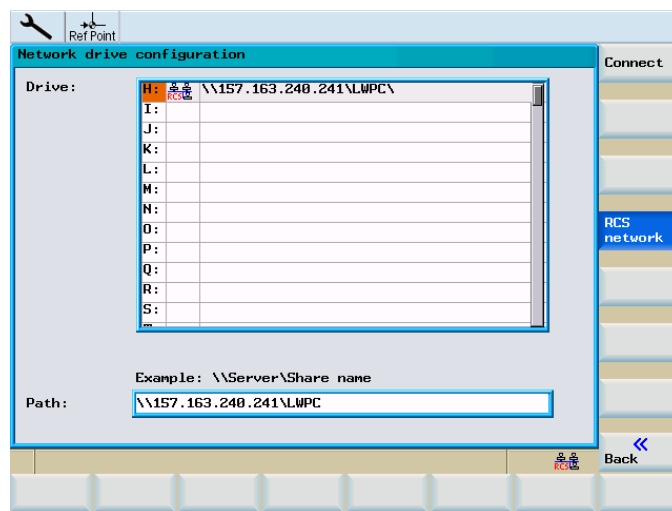 Ref Point
Network drive configuration
Connect
Drive:
H: RCS \\157.163.240.241\LWPC\
I:
J:
K:
L:
M:
N:
O:
P:
Q:
R:
S:
RCS
network
Example: \\Server\Share name
Path:
\\157.163.240.241\LWPC
RCS
«
Back